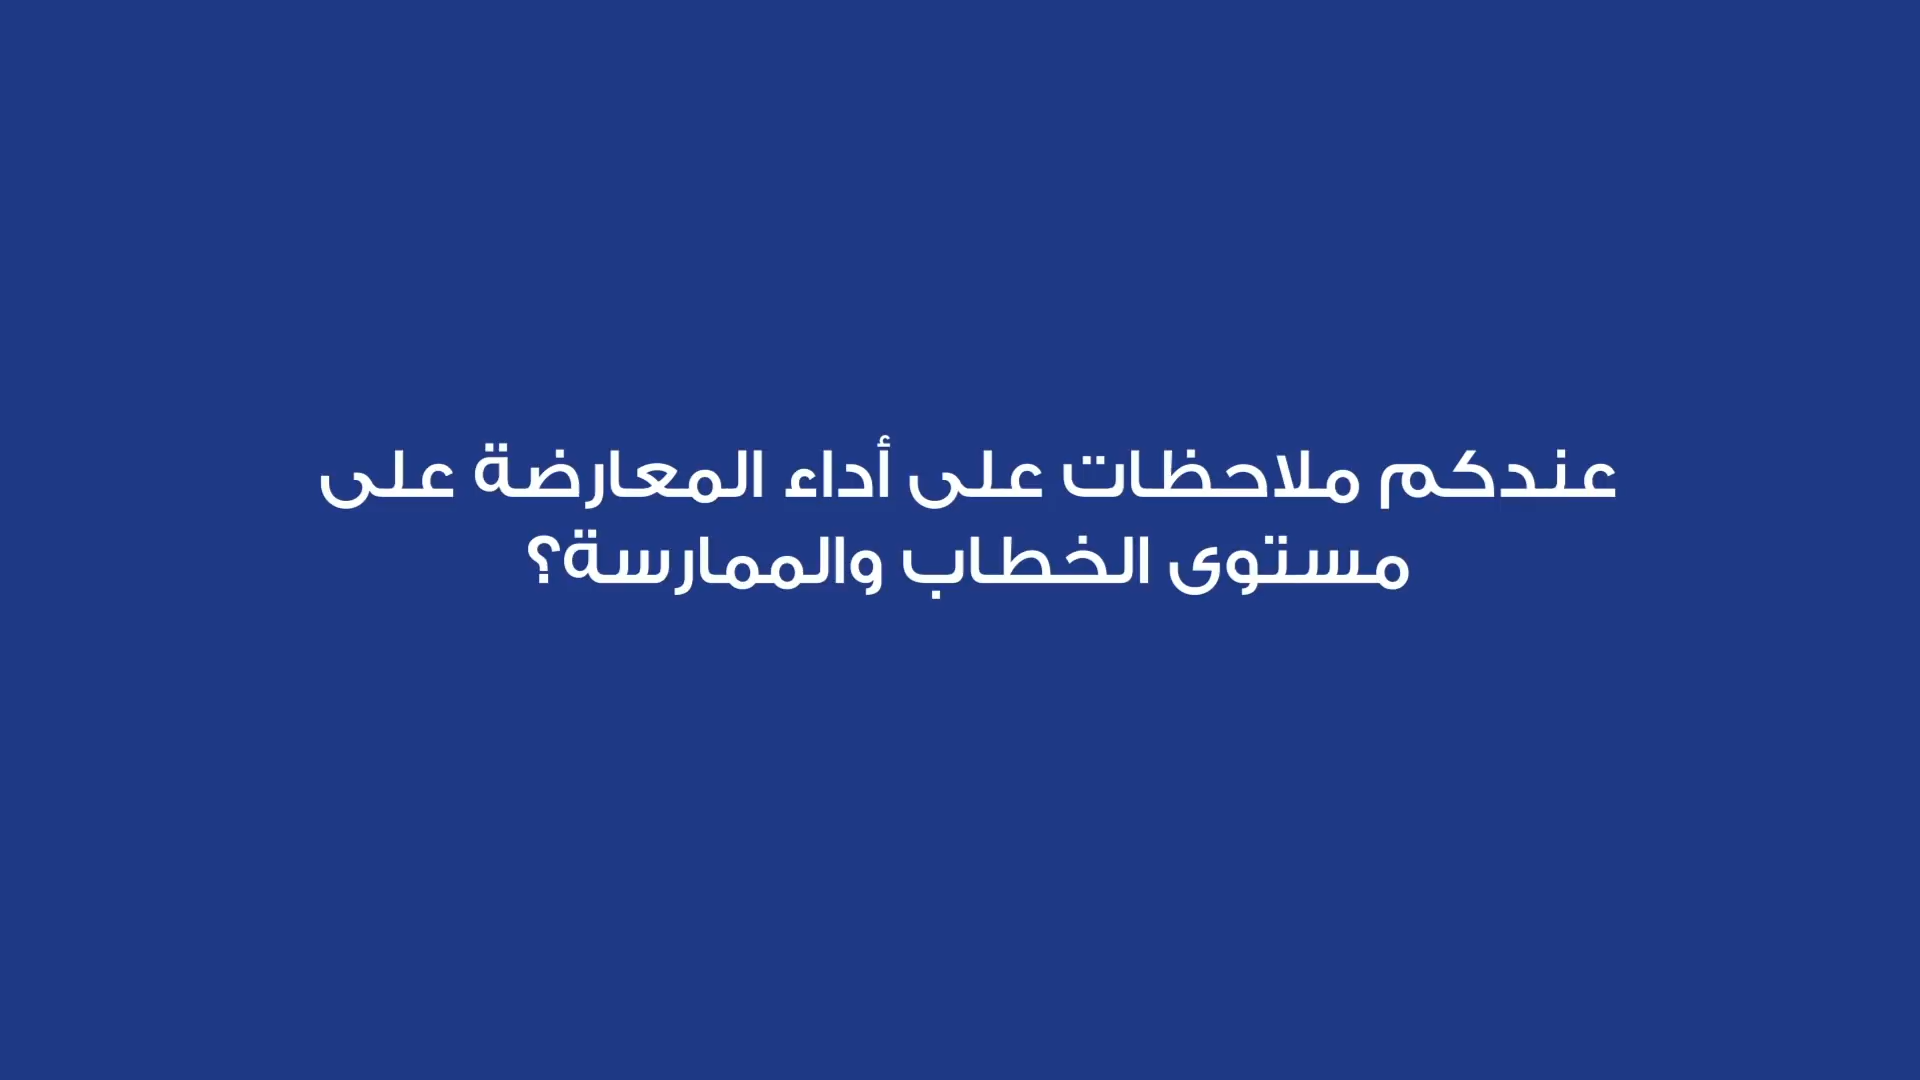 عندكم ملاحظات على أداء المعارضة على
مستوى الخطاب والممارسة؟